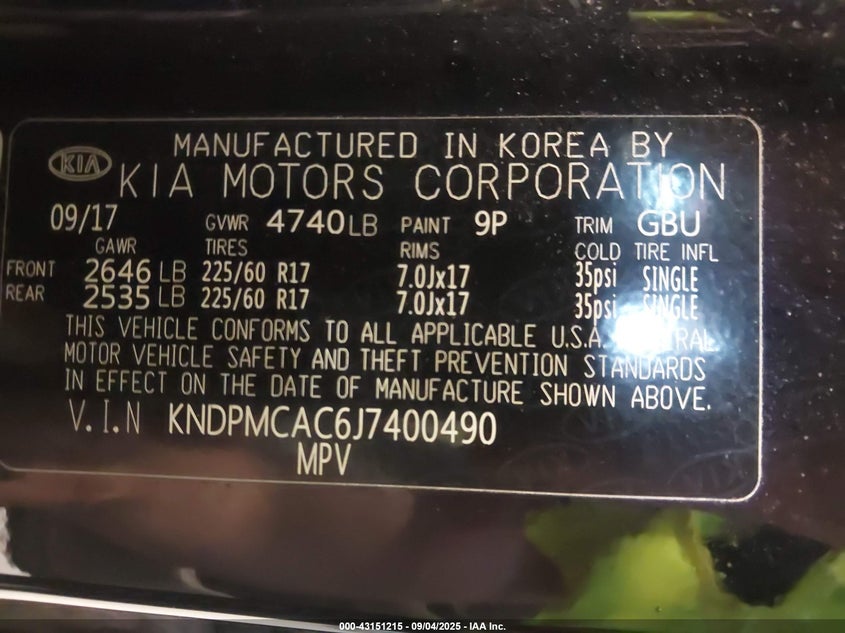 MANUFACTURED IN KOREA BY
KIA
KIA MOTORS CORPORATION
09/17 GVWR 4740 LB PAINT 9P TRIM GBU
GAWR TIRES RIMS COLD TIRE INFL
FRONT 2646 LB 225/60 R17 7.0Jx17 35psi SINGLE
REAR 2535 LB 225/60 R17 7.0Jx17 35psi SINGLE
THIS VEHICLE CONFORMS TO ALL APPLICABLE U.S.A.
MOTOR VEHICLE SAFETY AND THEFT PREVENTION STANDARDS
IN EFFECT ON THE DATE OF MANUFACTURE SHOWN ABOVE.
V.I.N KNDPMCAC6J7400490
MPV
000-43151215 - 09/04/2025 - IAA Inc.